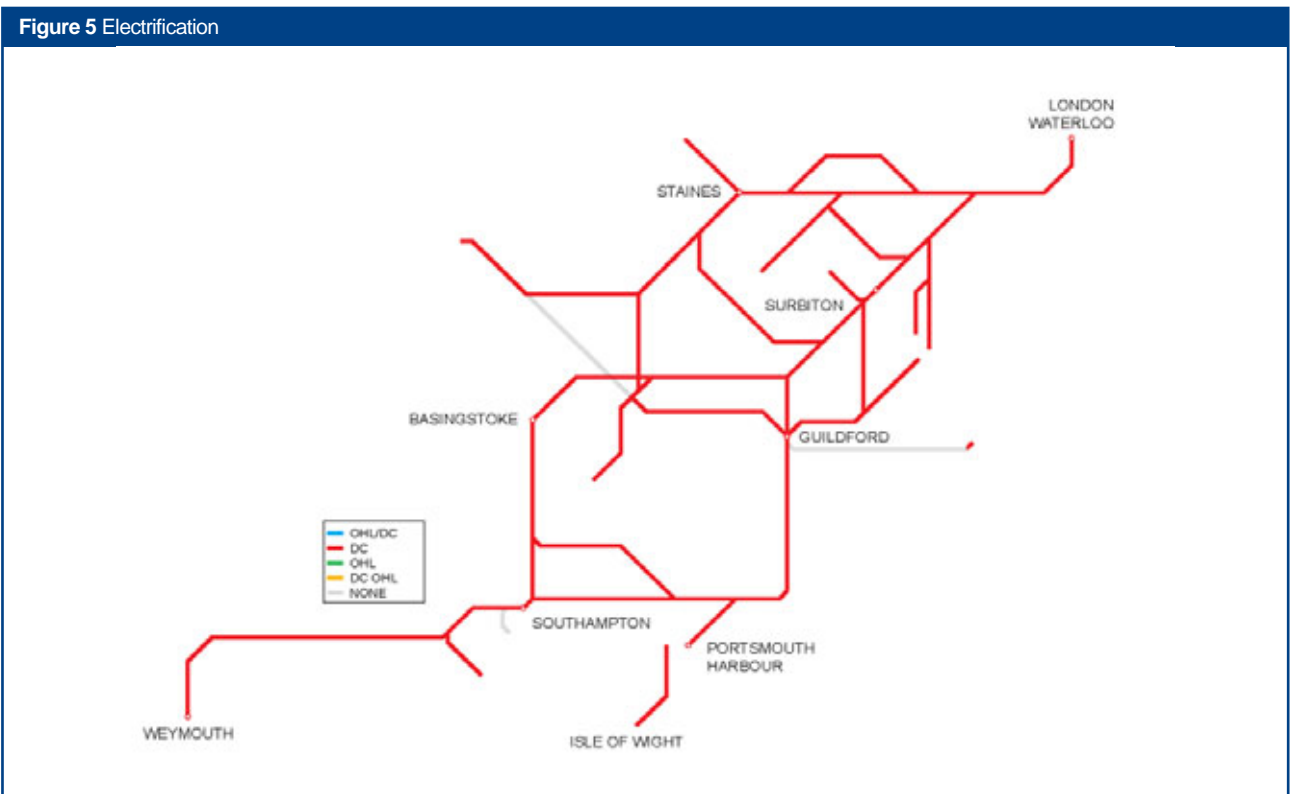 Figure 5 Electrification
LONDON
WATERLOO
STAINES
SURBITON
BASINGSTOKE
GUILDFORD
OHL/DC
DC
OHL
DC OHL
NONE
SOUTHAMPTON
PORTSMOUTH
HARBOUR
WEYMOUTH
ISLE OF WIGHT